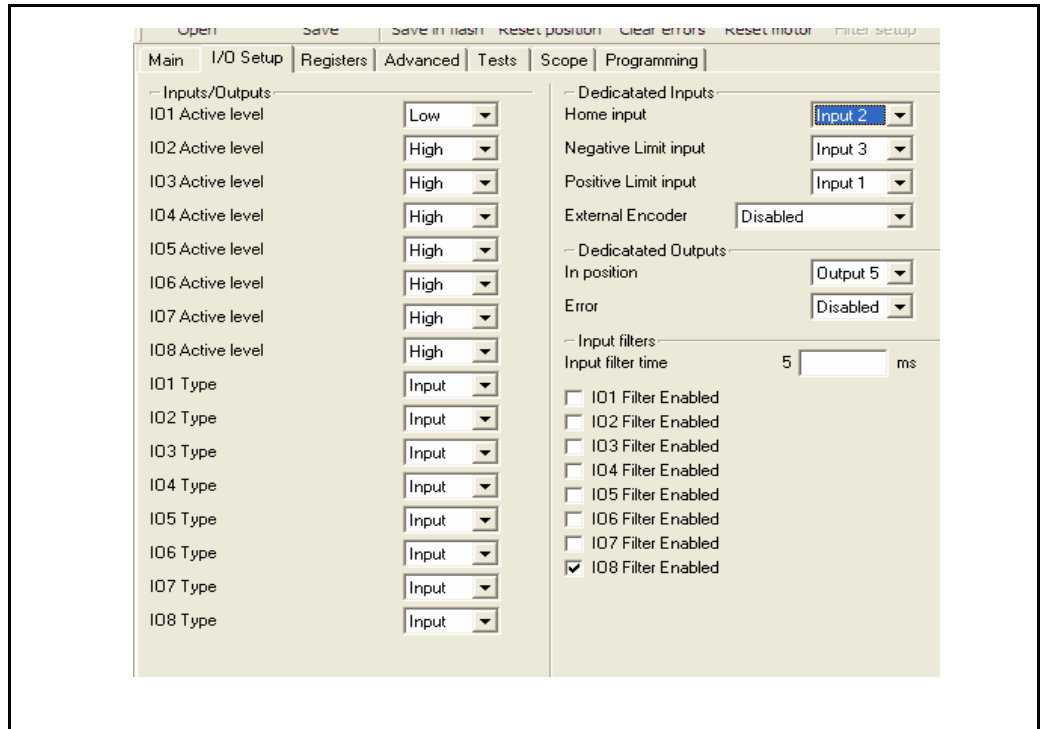 Open Save Save in flash Reset position Clear errors Reset motor Filter setup
Main I/O Setup Registers Advanced Tests Scope Programming
Inputs/Outputs
IO1 Active level Low
IO2 Active level High
IO3 Active level High
IO4 Active level High
IO5 Active level High
IO6 Active level High
IO7 Active level High
IO8 Active level High
IO1 Type Input
IO2 Type Input
IO3 Type Input
IO4 Type Input
IO5 Type Input
IO6 Type Input
IO7 Type Input
IO8 Type Input
Dedicatated Inputs
Home input Input 2
Negative Limit input Input 3
Positive Limit input Input 1
External Encoder Disabled
Dedicatated Outputs
In position Output 5
Error Disabled
Input filters
Input filter time 5 ms
IO1 Filter Enabled
IO2 Filter Enabled
IO3 Filter Enabled
IO4 Filter Enabled
IO5 Filter Enabled
IO6 Filter Enabled
IO7 Filter Enabled
IO8 Filter Enabled